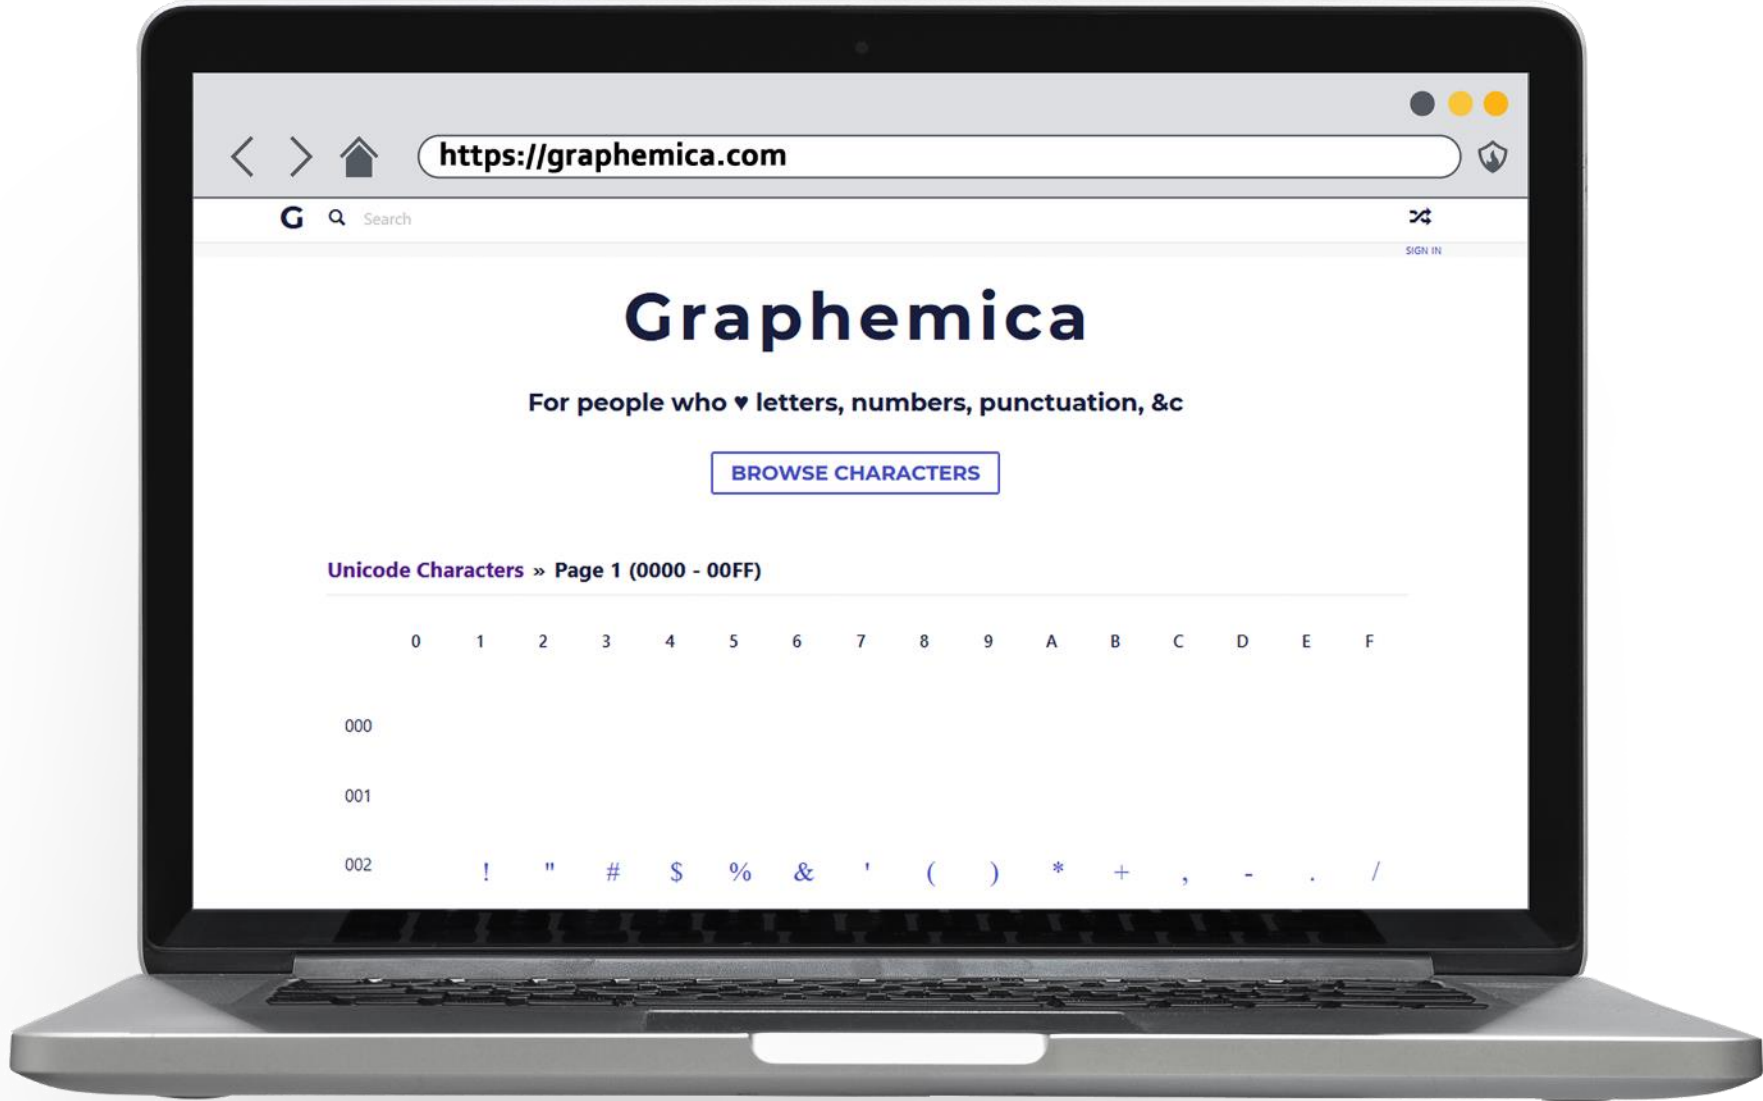 https://graphemica.com
G Search
SIGN IN
Graphemica
For people who ♥ letters, numbers, punctuation, &c
BROWSE CHARACTERS
Unicode Characters » Page 1 (0000 - 00FF)
0 1 2 3 4 5 6 7 8 9 A B C D E F
000
001
002 ! " # $ % & ' ( ) * + , - . /